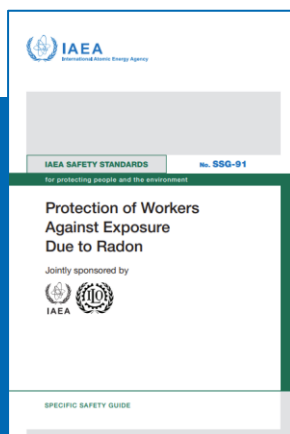 IAEA
International Atomic Energy Agency
IAEA SAFETY STANDARDS
No. SSG-91
for protecting people and the environment
Protection of Workers
Against Exposure
Due to Radon
Jointly sponsored by
IAEA
SPECIFIC SAFETY GUIDE